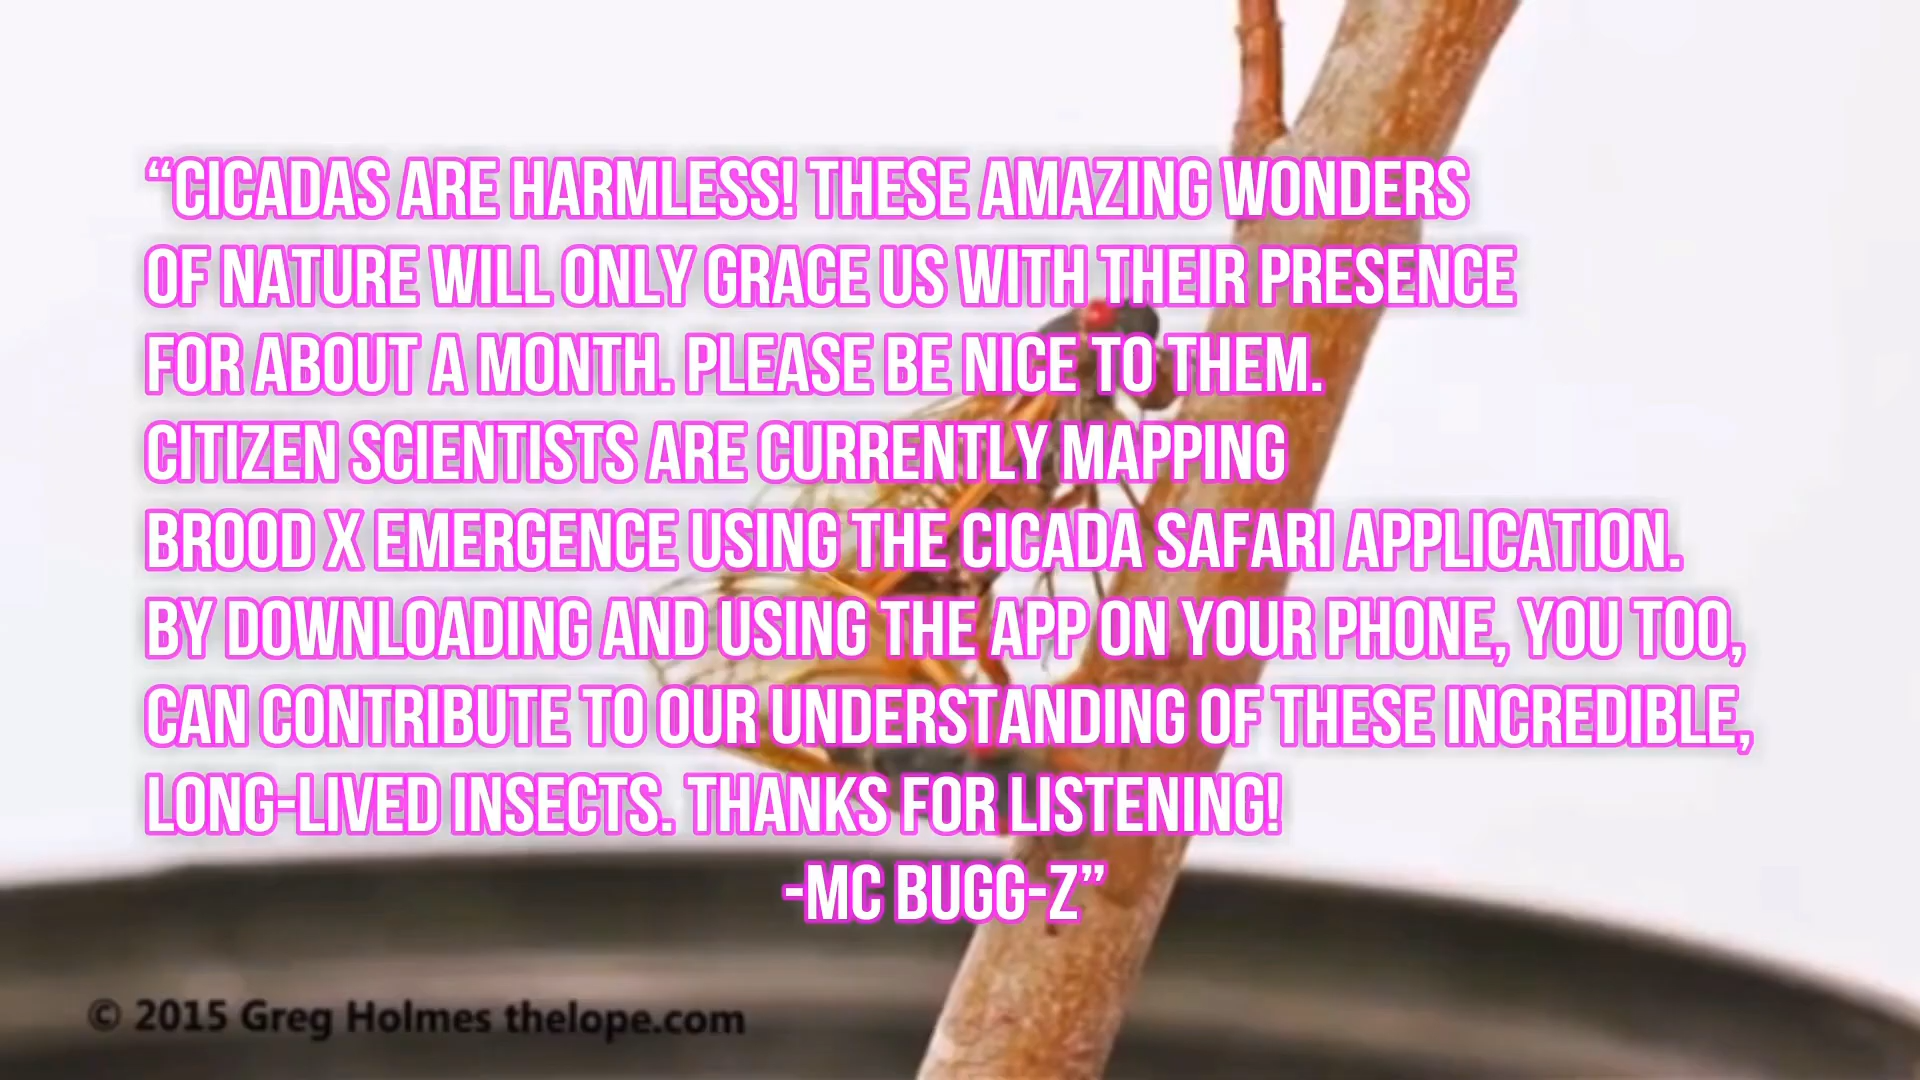 “CICADAS ARE HARMLESS! THESE AMAZING WONDERS
OF NATURE WILL ONLY GRACE US WITH THEIR PRESENCE
FOR ABOUT A MONTH. PLEASE BE NICE TO THEM.
CITIZEN SCIENTISTS ARE CURRENTLY MAPPING
BROOD X EMERGENCE USING THE CICADA SAFARI APPLICATION.
BY DOWNLOADING AND USING THE APP ON YOUR PHONE, YOU TOO,
CAN CONTRIBUTE TO OUR UNDERSTANDING OF THESE INCREDIBLE,
LONG-LIVED INSECTS. THANKS FOR LISTENING!
-MC BUGG-Z”
© 2015 Greg Holmes thelope.com